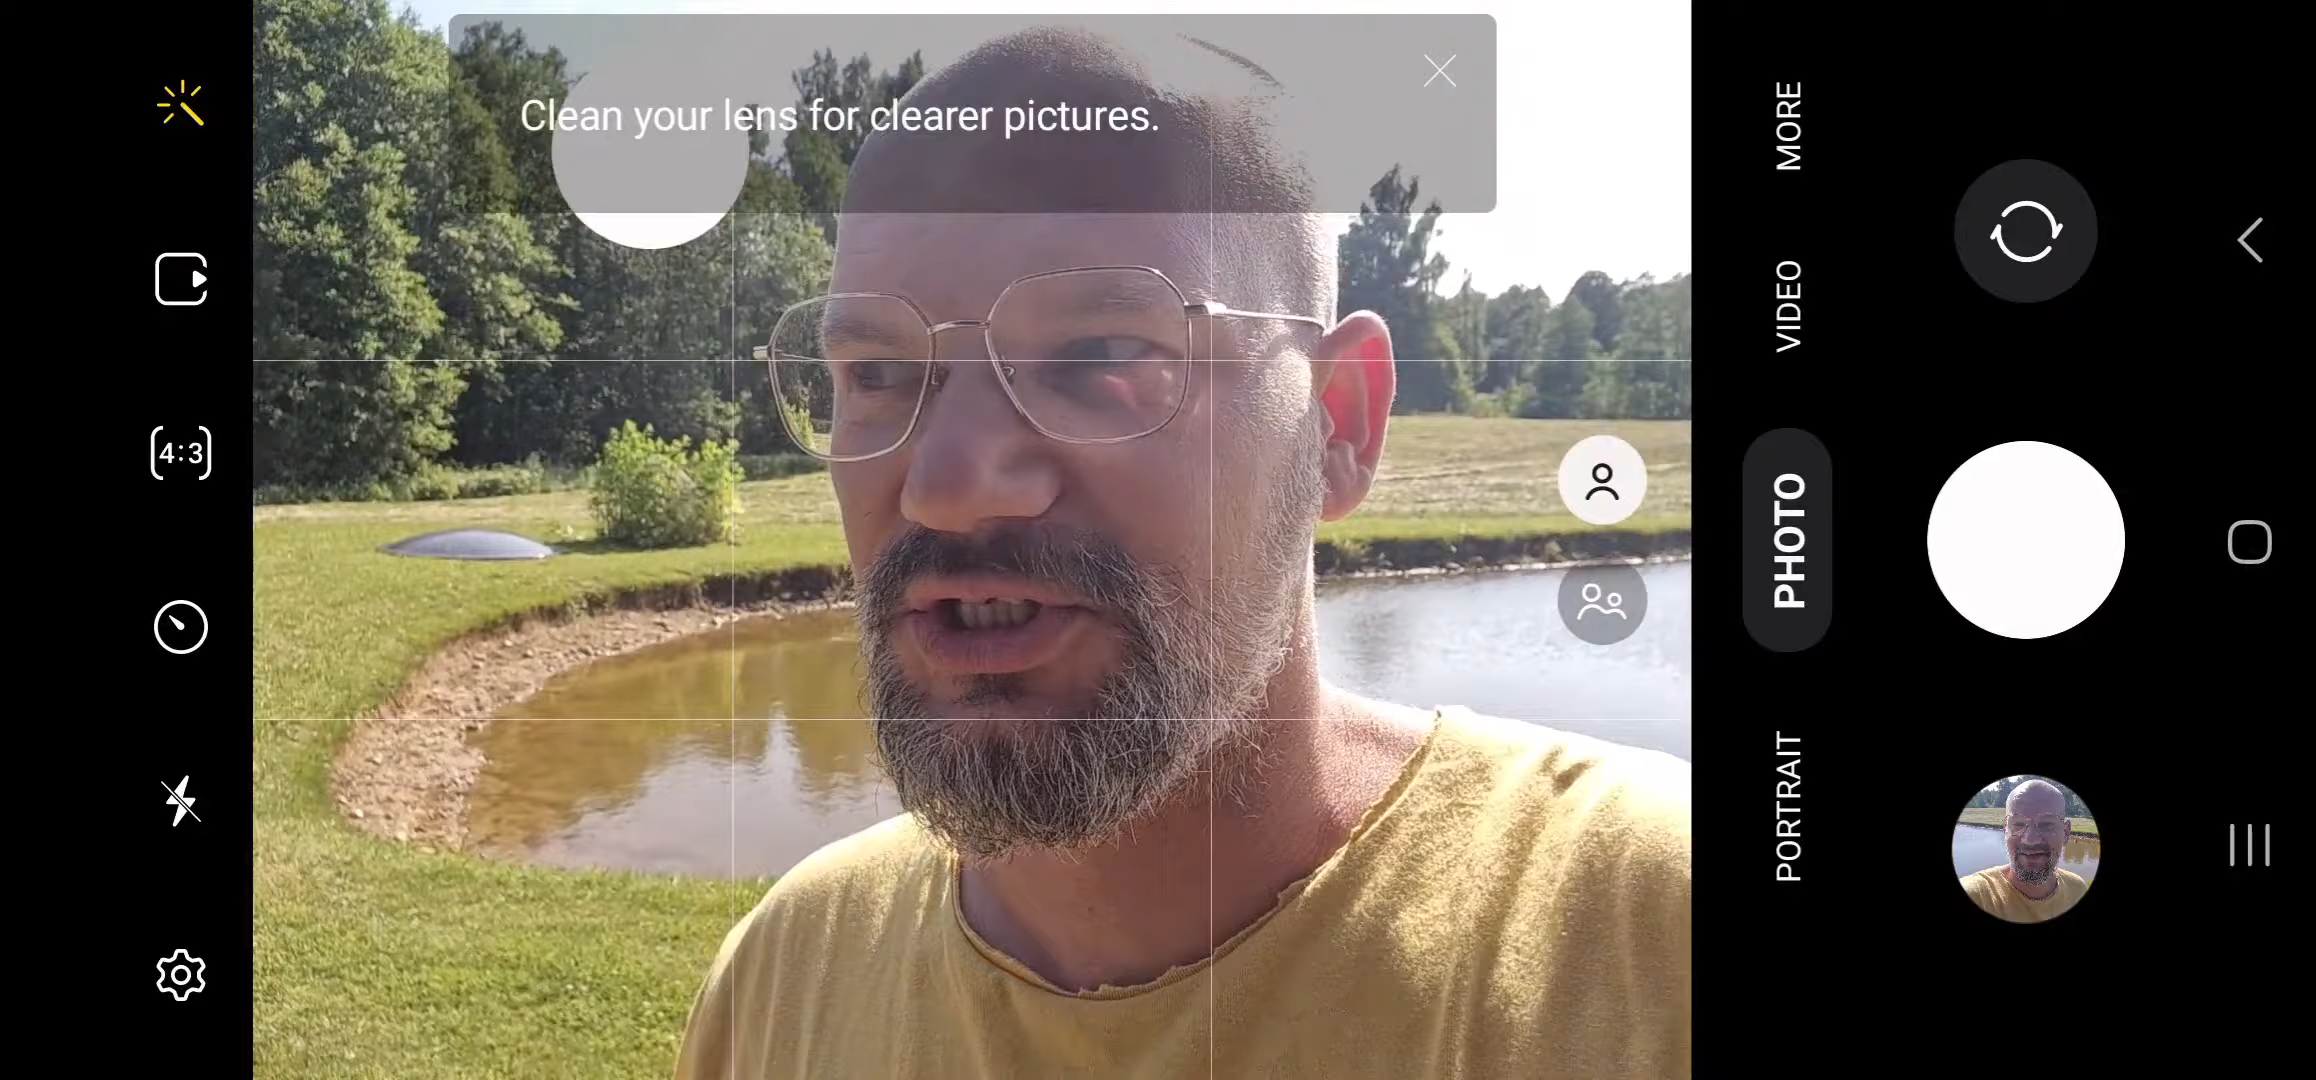 Clean your lens for clearer pictures.
4:3
MORE
VIDEO
PHOTO
PORTRAIT